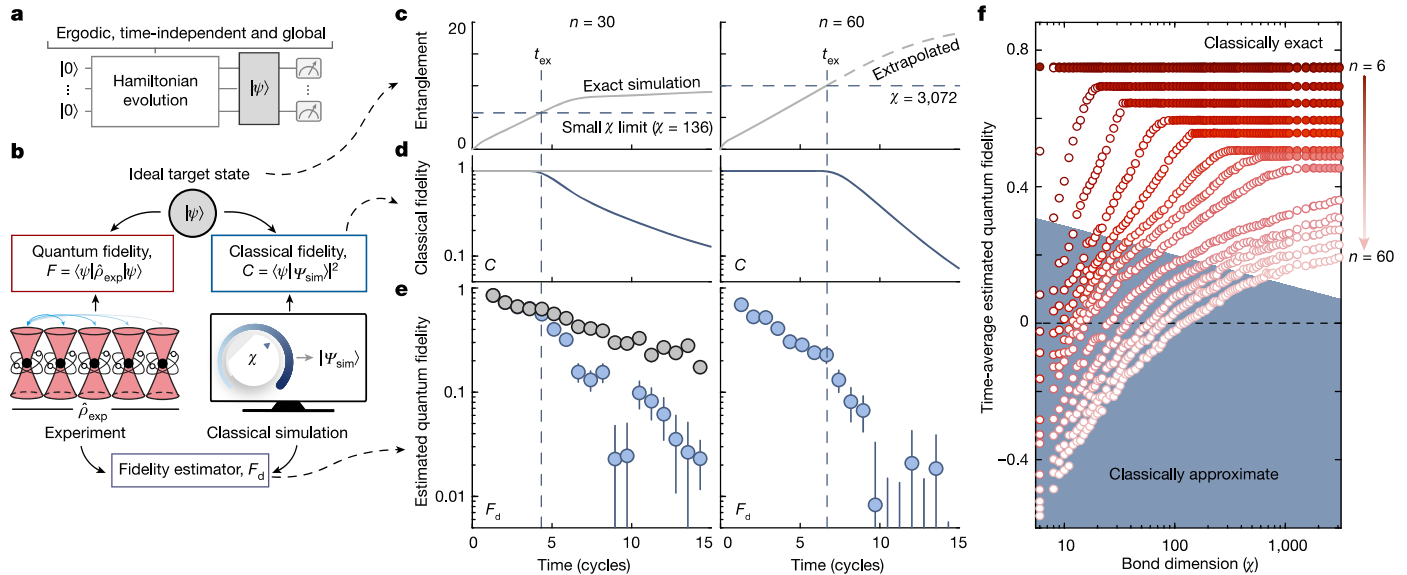 a
Ergodic, time-independent and global
|0⟩
⋮
|0⟩
Hamiltonian
evolution
|ψ⟩
⋮
b
Ideal target state
|ψ⟩
Quantum fidelity,
F = ⟨ψ|ρ̂exp|ψ⟩
Classical fidelity,
C = ⟨ψ|Ψsim⟩|²
χ
|Ψsim⟩
ρ̂exp
Experiment
Classical simulation
Fidelity estimator, Fd
c
n = 30
n = 60
20
10
0
Entanglement
tex
Exact simulation
Small χ limit (χ = 136)
tex
Extrapolated
χ = 3,072
d
1
0.1
Classical fidelity
C
C
e
1
0.1
0.01
Estimated quantum fidelity
Fd
Fd
0
5
10
15
0
5
10
15
Time (cycles)
Time (cycles)
f
0.8
0.4
0
−0.4
Time-average estimated quantum fidelity
Classically exact
n = 6
n = 60
Classically approximate
10
100
1,000
Bond dimension (χ)